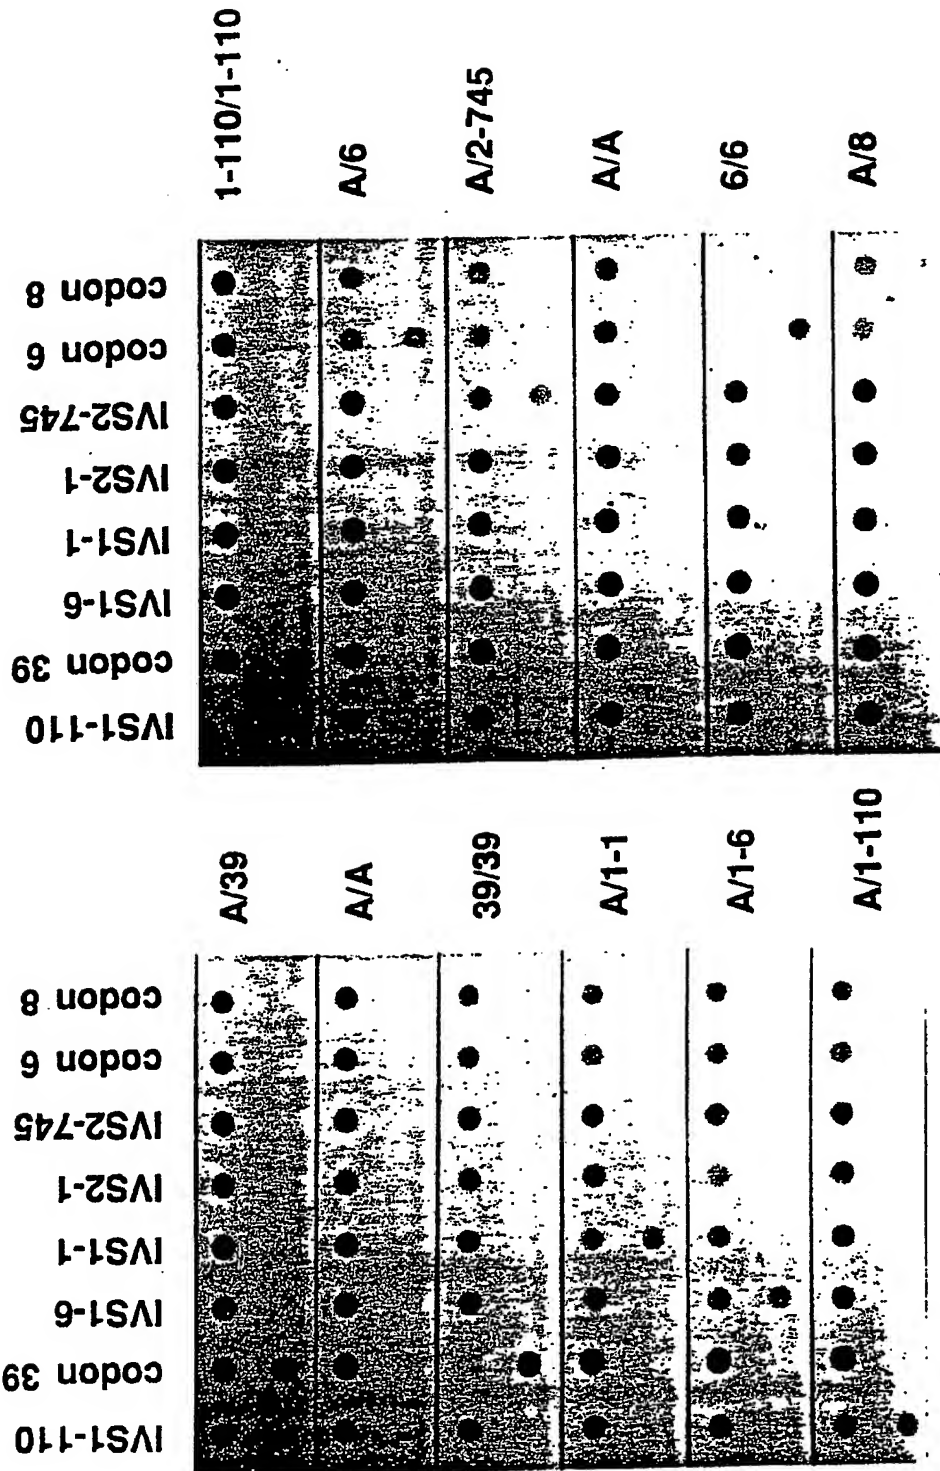 1-110/1-110
A/6
A/2-745
A/A
6/6
A/8
codon 8
codon 6
IVS2-745
IVS2-1
IVS1-1
IVS1-6
codon 39
IVS1-110
A/39
A/A
39/39
A/1-1
A/1-6
A/1-110
codon 8
codon 6
IVS2-745
IVS2-1
IVS1-1
IVS1-6
codon 39
IVS1-110